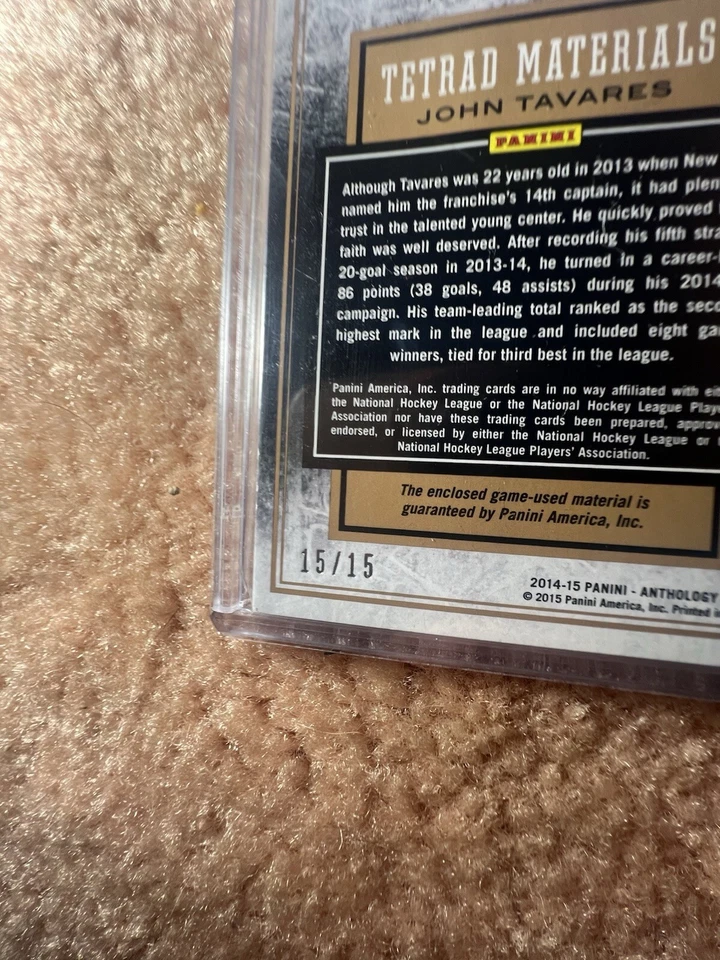 TETRAD MATERIALS
JOHN TAVARES
PANINI
Although Tavares was 22 years old in 2013 when New
named him the franchise's 14th captain, it had plen
trust in the talented young center. He quickly proved
faith was well deserved. After recording his fifth stra
20-goal season in 2013-14, he turned in a career-
86 points (38 goals, 48 assists) during his 2014
campaign. His team-leading total ranked as the seco
highest mark in the league and included eight ga
winners, tied for third best in the league.
Panini America, Inc. trading cards are in no way affiliated with ei
the National Hockey League or the National Hockey League Play
Association nor have these trading cards been prepared, approv
endorsed, or licensed by either the National Hockey League or
National Hockey League Players' Association.
The enclosed game-used material is
guaranteed by Panini America, Inc.
15/15
2014-15 PANINI - ANTHOLOGY
© 2015 Panini America, Inc. Printed